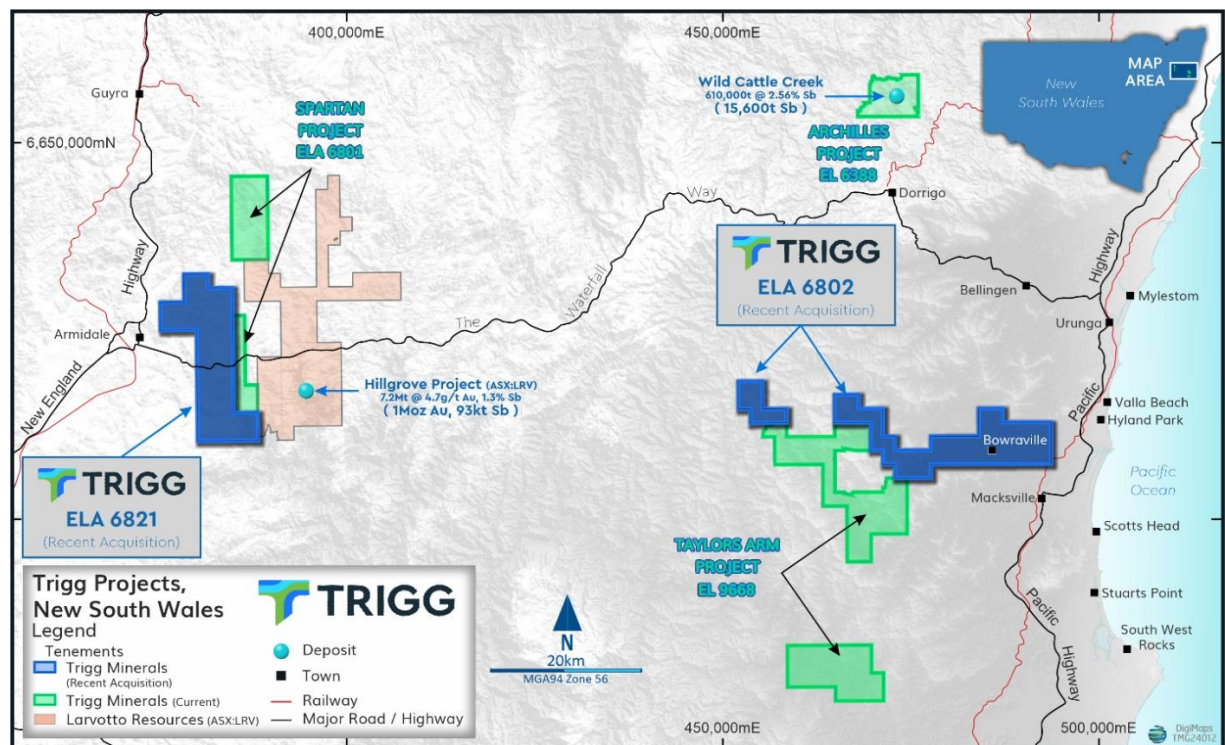 400,000mE
450,000mE
Guyra
6,650,000mN
SPARTAN
PROJECT
ELA 6801
Wild Cattle Creek
610,000t @ 2.56% Sb
( 15,600t Sb )
ARCHILLES
PROJECT
EL 6388
New
South Wales
MAP
AREA
Dorrigo
Way
Waterfall
The
Highway
Armidale
New England
TRIGG
ELA 6802
(Recent Acquisition)
Bellingen
Highway
Mylestom
Urunga
Pacific
Valla Beach
Hyland Park
Bowraville
Hillgrove Project (ASX:LRV)
7.2Mt @ 4.7g/t Au, 1.3% Sb
( 1Moz Au, 93kt Sb )
TRIGG
ELA 6821
(Recent Acquisition)
Pacific
Ocean
Macksville
Scotts Head
TAYLORS ARM
PROJECT
EL 9668
Stuarts Point
Pacific
Highway
South West
Rocks
Trigg Projects,
New South Wales
TRIGG
Legend
Tenements
Trigg Minerals
(Recent Acquisition)
Trigg Minerals (Current)
Larvotto Resources (ASX:LRV)
Deposit
Town
Railway
Major Road / Highway
N
20km
MGA94 Zone 56
450,000mE
500,000mE
DigiMaps
TMG24012